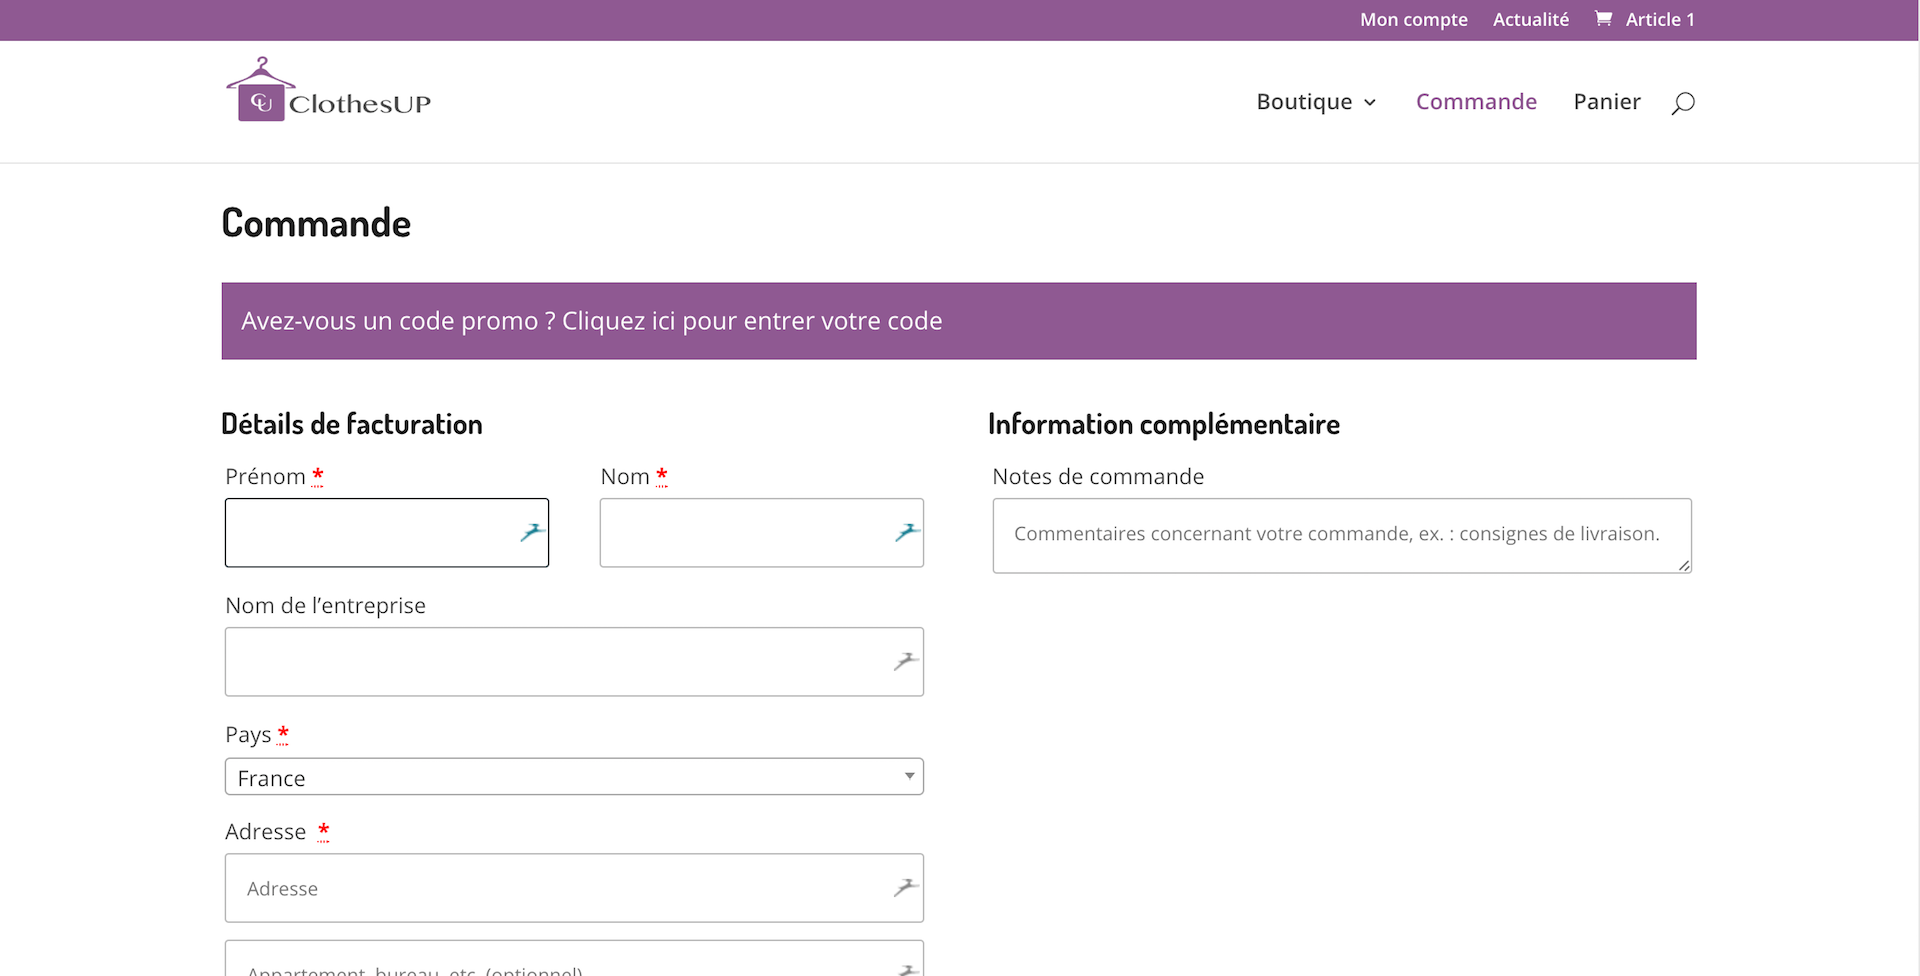 Mon compte Actualité Article 1
CU ClothesUP
Boutique Commande Panier
Commande
Avez-vous un code promo ? Cliquez ici pour entrer votre code
Détails de facturation
Prénom *
Nom *
Nom de l’entreprise
Pays *
France
Adresse *
Adresse
Appartement, bureau, etc. (optionnel)
Information complémentaire
Notes de commande
Commentaires concernant votre commande, ex. : consignes de livraison.